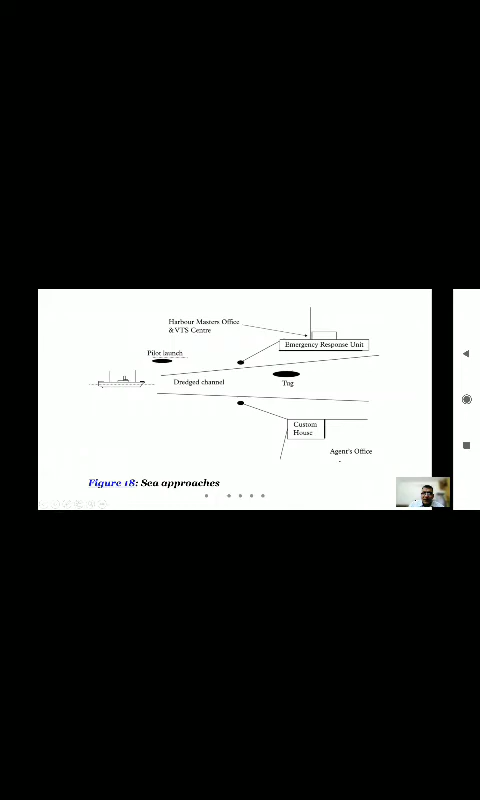 Harbour Masters Office
&VTS Centre
Emergency Response Unit
Pilot launch
Dredged channel
Tug
Custom
House
Agent's Office
Figure 18: Sea approaches